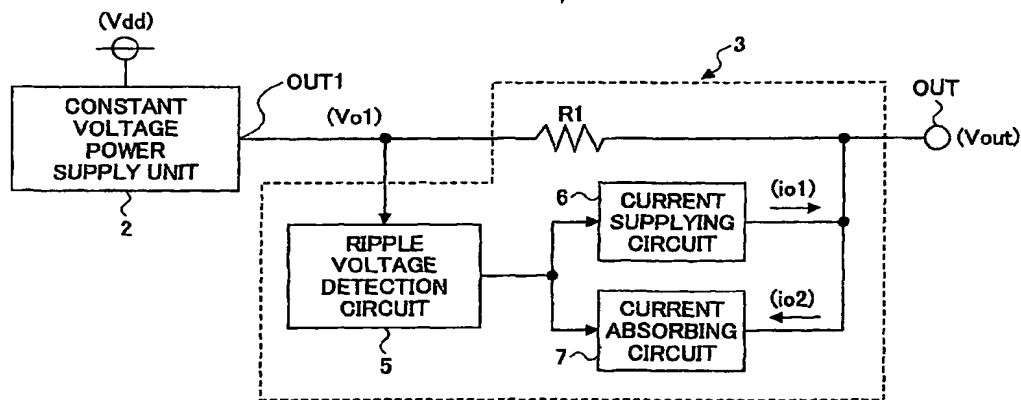 (Vdd)
CONSTANT
VOLTAGE
POWER
SUPPLY UNIT
2
OUT1
(Vo1)
3
R1
OUT
(Vout)
RIPPLE
VOLTAGE
DETECTION
CIRCUIT
5
6
CURRENT
SUPPLYING
CIRCUIT
(io1)
CURRENT
ABSORBING
CIRCUIT
7
(io2)